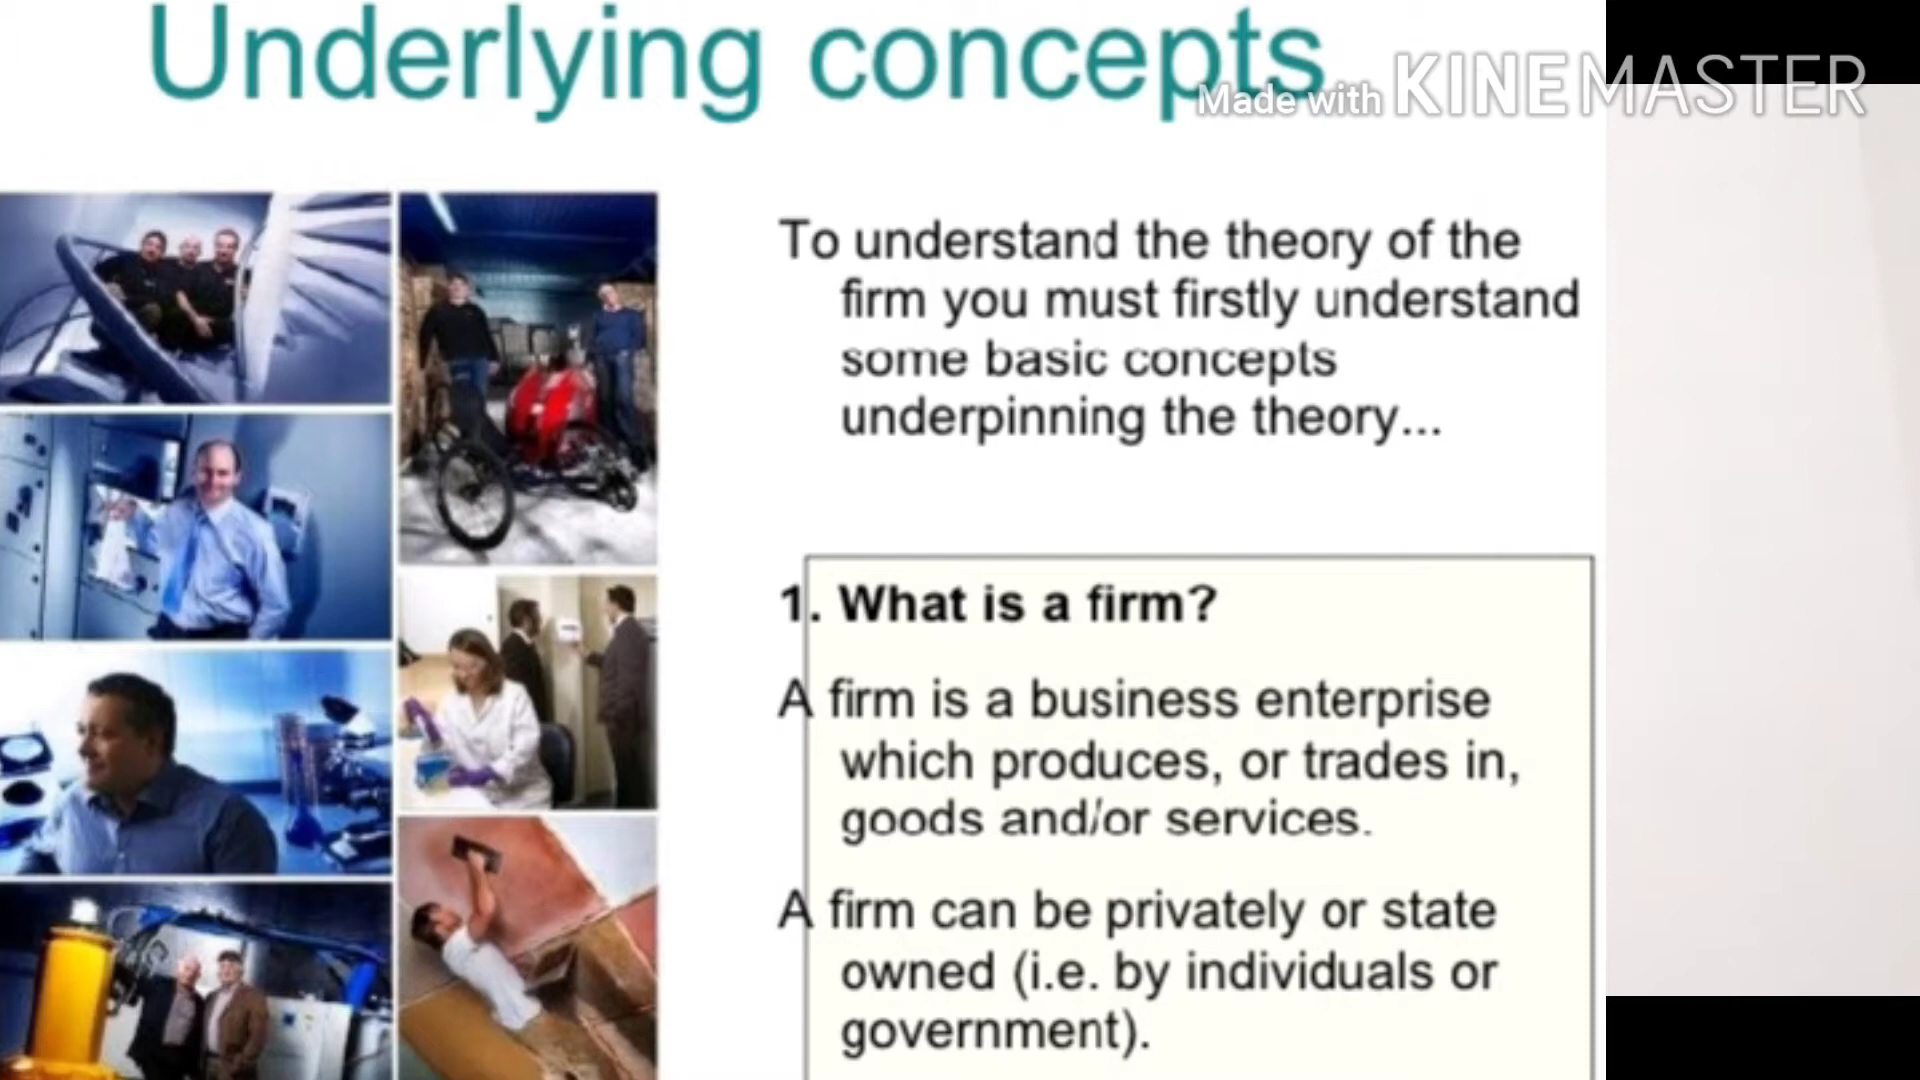 Underlying concepts
Made with KINEMASTER
To understand the theory of the
firm you must firstly understand
some basic concepts
underpinning the theory...
1. What is a firm?
A firm is a business enterprise
which produces, or trades in,
goods and/or services.
A firm can be privately or state
owned (i.e. by individuals or
government).